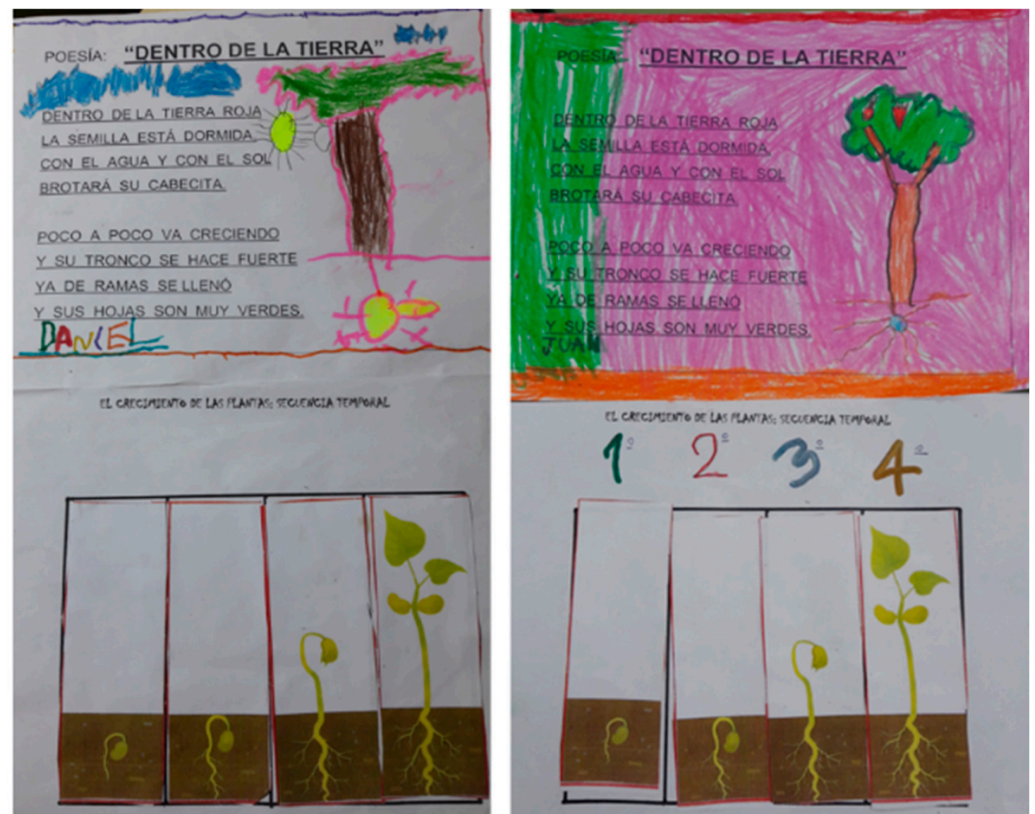 POESÍA: "DENTRO DE LA TIERRA"
DENTRO DE LA TIERRA ROJA
LA SEMILLA ESTÁ DORMIDA
CON EL AGUA Y CON EL SOL
BROTARÁ SU CABECITA.
POCO A POCO VA CRECIENDO
Y SU TRONCO SE HACE FUERTE
YA DE RAMAS SE LLENÓ
Y SUS HOJAS SON MUY VERDES.
DANIEL
EL CRECIMIENTO DE LAS PLANTAS: SECUENCIA TEMPORAL
POESÍA: "DENTRO DE LA TIERRA"
DENTRO DE LA TIERRA ROJA
LA SEMILLA ESTÁ DORMIDA
CON EL AGUA Y CON EL SOL
BROTARÁ SU CABECITA.
POCO A POCO VA CRECIENDO
Y SU TRONCO SE HACE FUERTE
YA DE RAMAS SE LLENÓ
Y SUS HOJAS SON MUY VERDES.
JUAN
EL CRECIMIENTO DE LAS PLANTAS: SECUENCIA TEMPORAL
1º 2º 3º 4º